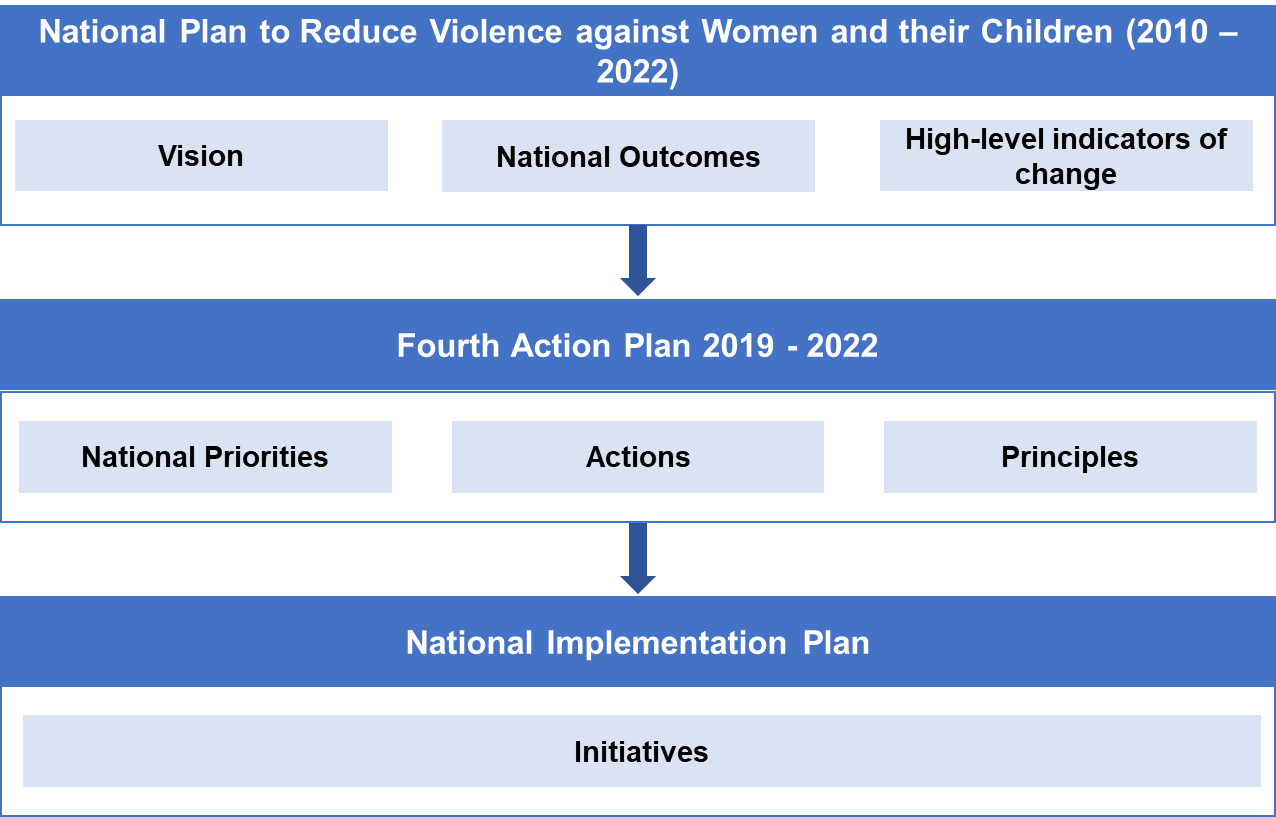 National Plan to Reduce Violence against Women and their Children (2010 –
2022)
Vision
National Outcomes
High-level indicators of
change
Fourth Action Plan 2019 - 2022
National Priorities
Actions
Principles
National Implementation Plan
Initiatives